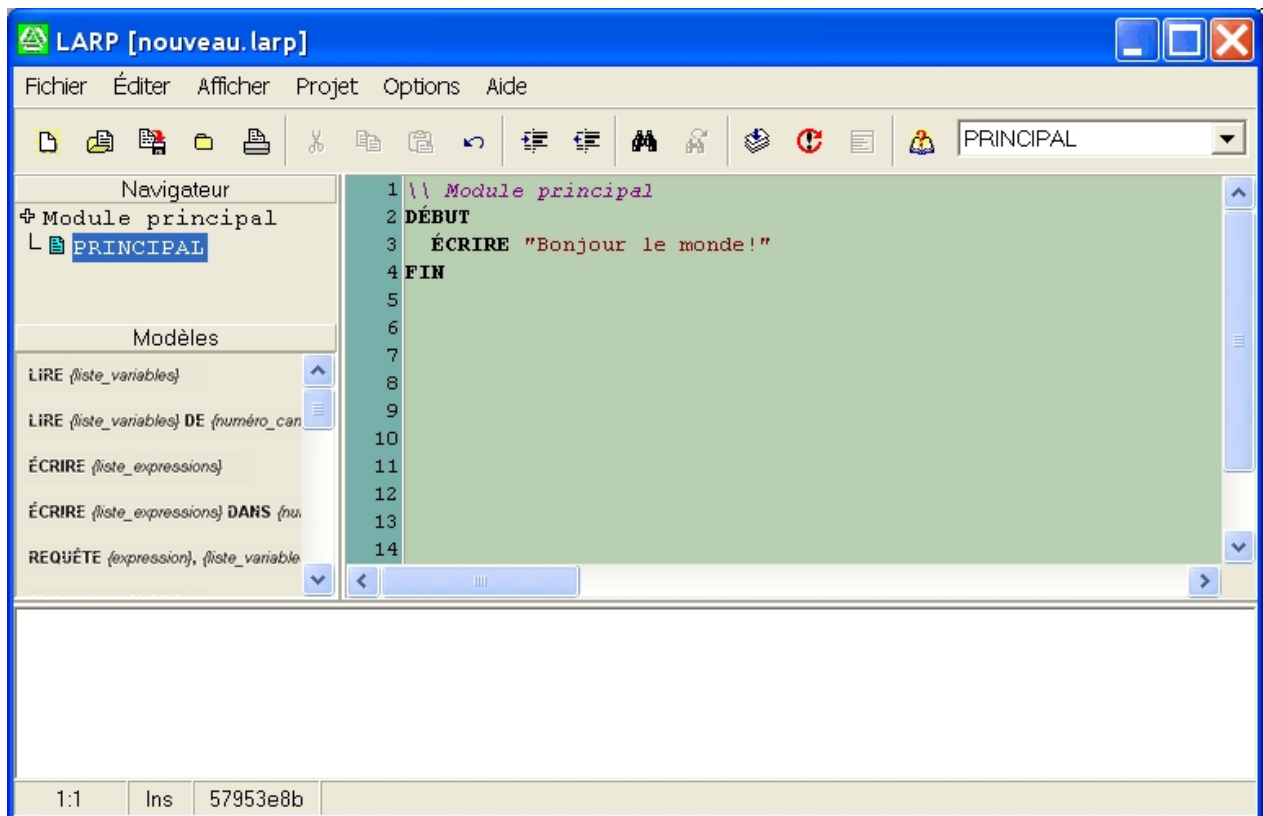 LARP [nouveau.larp]
Fichier Éditer Afficher Projet Options Aide
PRINCIPAL
Navigateur
Module principal
PRINCIPAL
Modèles
LIRE {liste_variables}
LIRE {liste_variables} DE {numéro_can
ÉCRIRE {liste_expressions}
ÉCRIRE {liste_expressions} DANS {nu
REQUÊTE {expression}, {liste_variable
1 \\ Module principal
2 DÉBUT
3 ÉCRIRE "Bonjour le monde!"
4 FIN
5
6
7
8
9
10
11
12
13
14
1:1 Ins 57953e8b